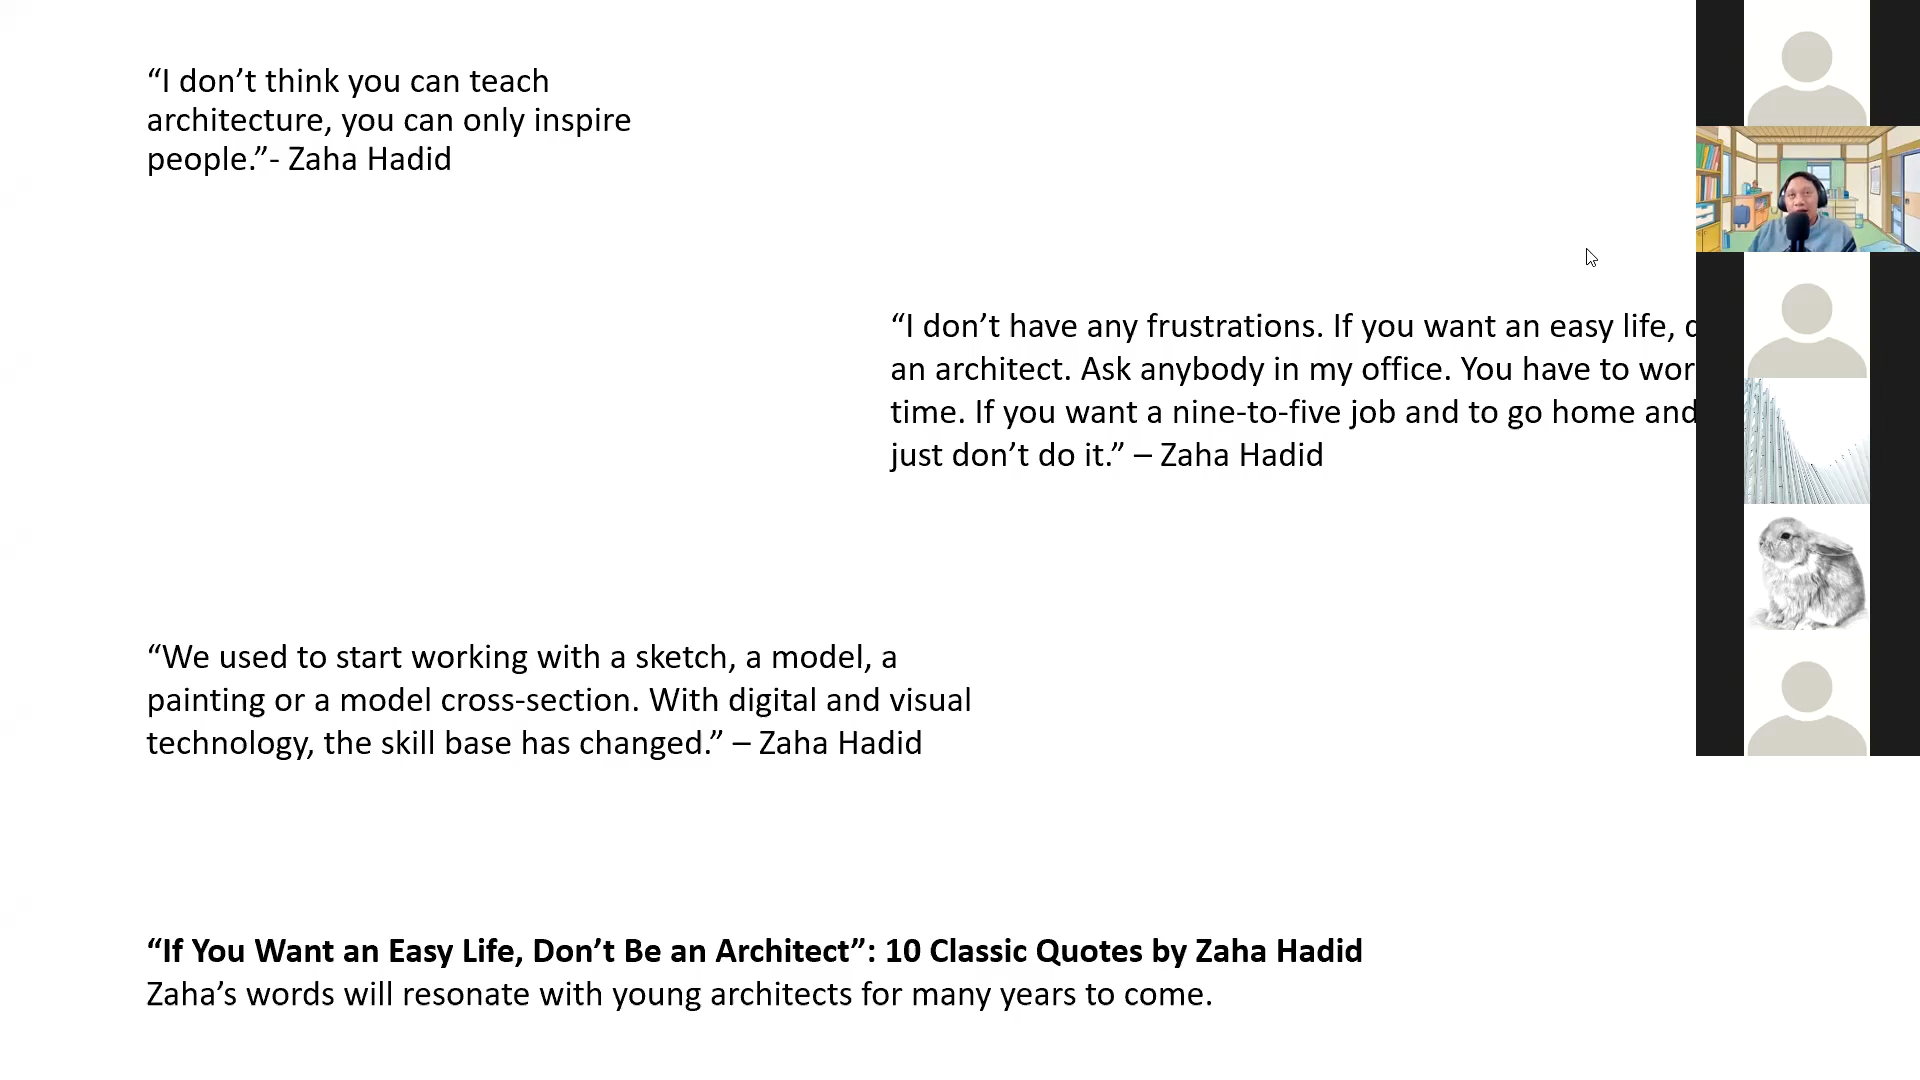 “I don’t think you can teach
architecture, you can only inspire
people.”- Zaha Hadid
“I don’t have any frustrations. If you want an easy life,
an architect. Ask anybody in my office. You have to
time. If you want a nine-to-five job and to go home and
just don’t do it.” – Zaha Hadid
“We used to start working with a sketch, a model, a
painting or a model cross-section. With digital and visual
technology, the skill base has changed.” – Zaha Hadid
“If You Want an Easy Life, Don’t Be an Architect”: 10 Classic Quotes by Zaha Hadid
Zaha’s words will resonate with young architects for many years to come.